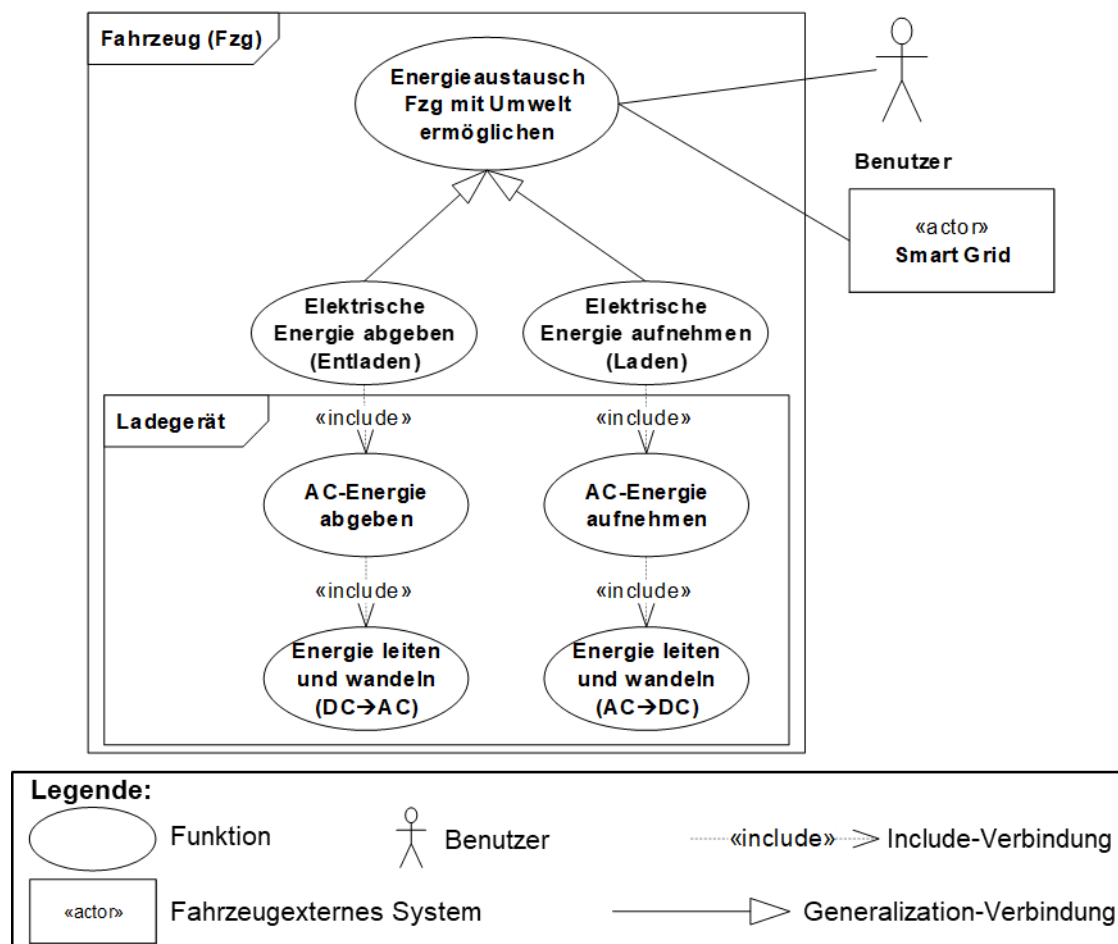 Fahrzeug (Fzg)
Energieaustausch
Fzg mit Umwelt
ermöglichen
Benutzer
«actor»
Smart Grid
Elektrische
Energie abgeben
(Entladen)
Elektrische
Energie aufnehmen
(Laden)
Ladegerät
«include»
«include»
AC-Energie
abgeben
AC-Energie
aufnehmen
«include»
«include»
Energie leiten
und wandeln
(DC→AC)
Energie leiten
und wandeln
(AC→DC)
Legende:
Funktion
Benutzer
«include»
Include-Verbindung
«actor»
Fahrzeugexternes System
Generalization-Verbindung